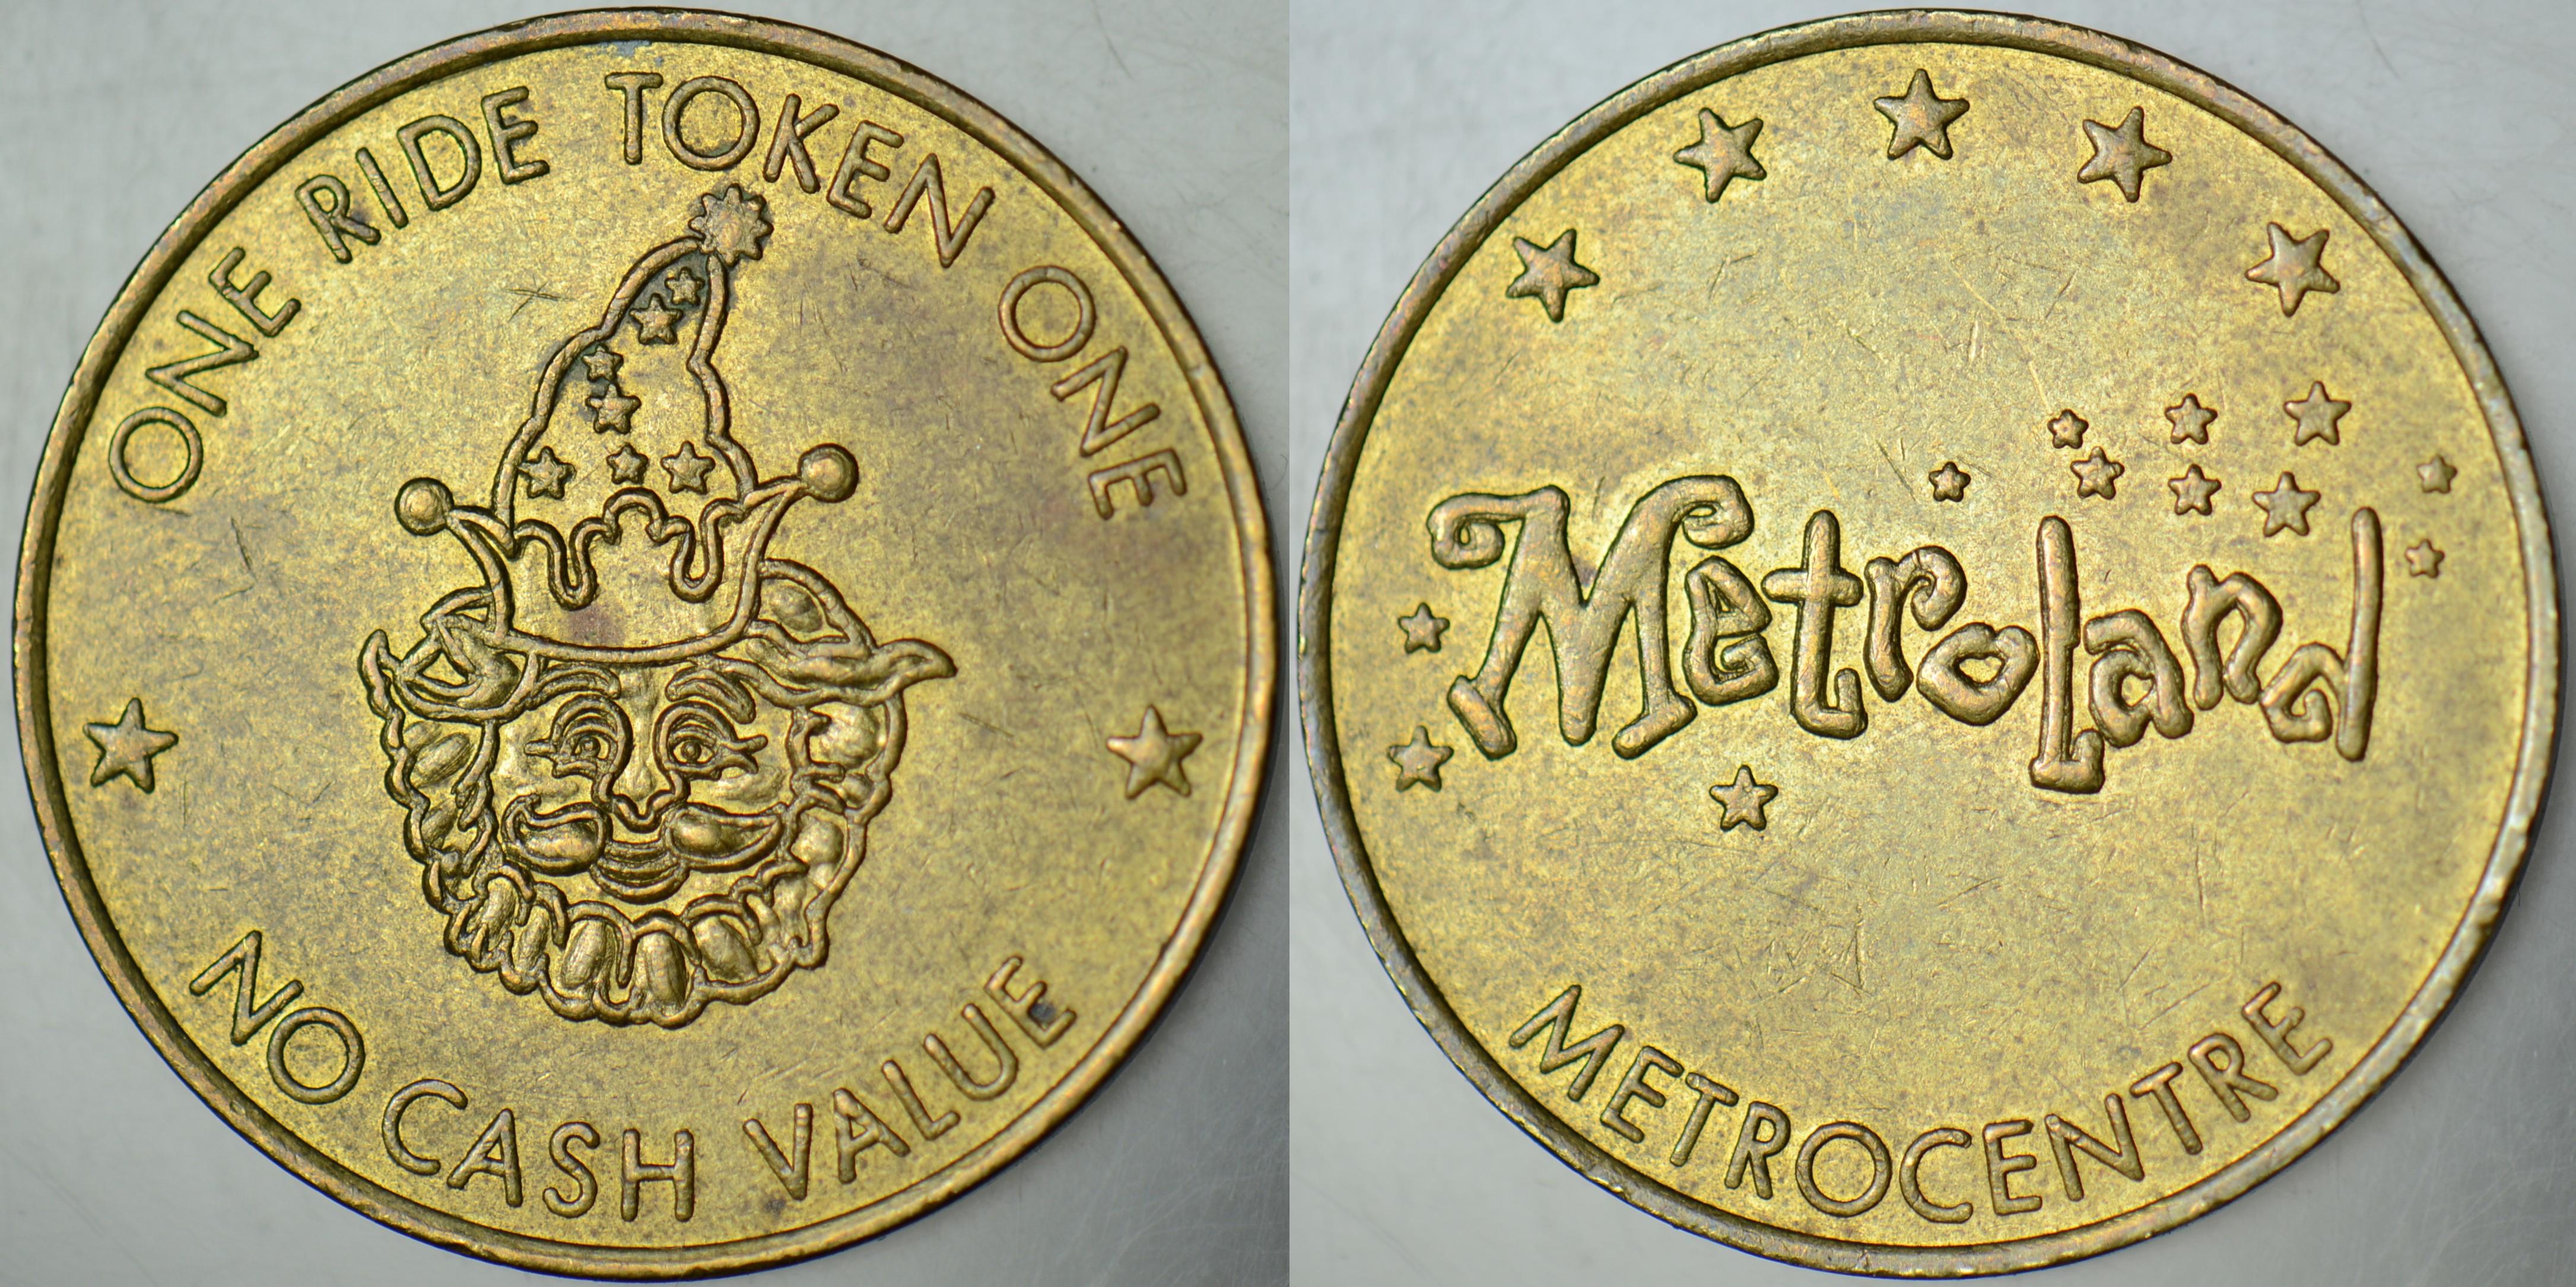 ONE RIDE TOKEN ONE
NO CASH VALUE
Metroland
METROCENTRE